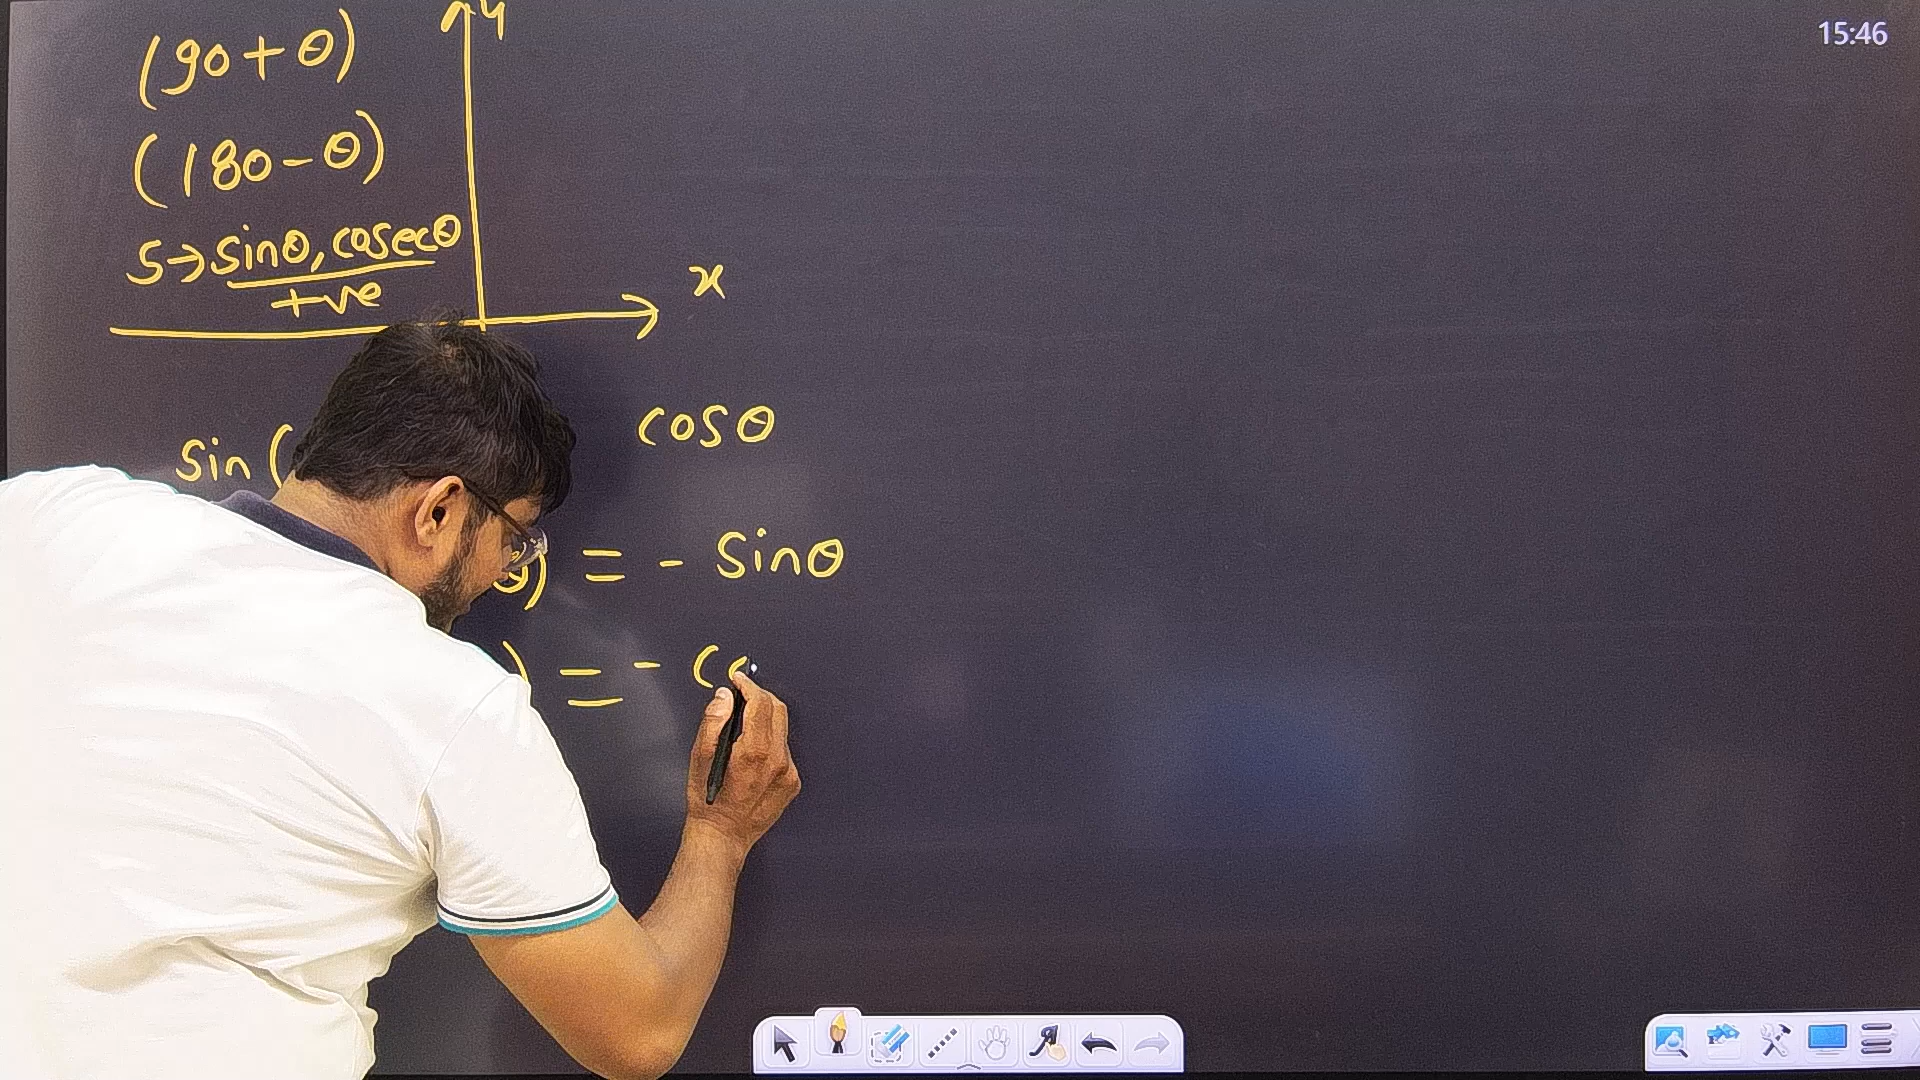 y
15:46
(90+θ)
(180-θ)
S→sinθ, cosecθ
+ve
x
sin( cosθ
θ) = - sinθ
) = - co